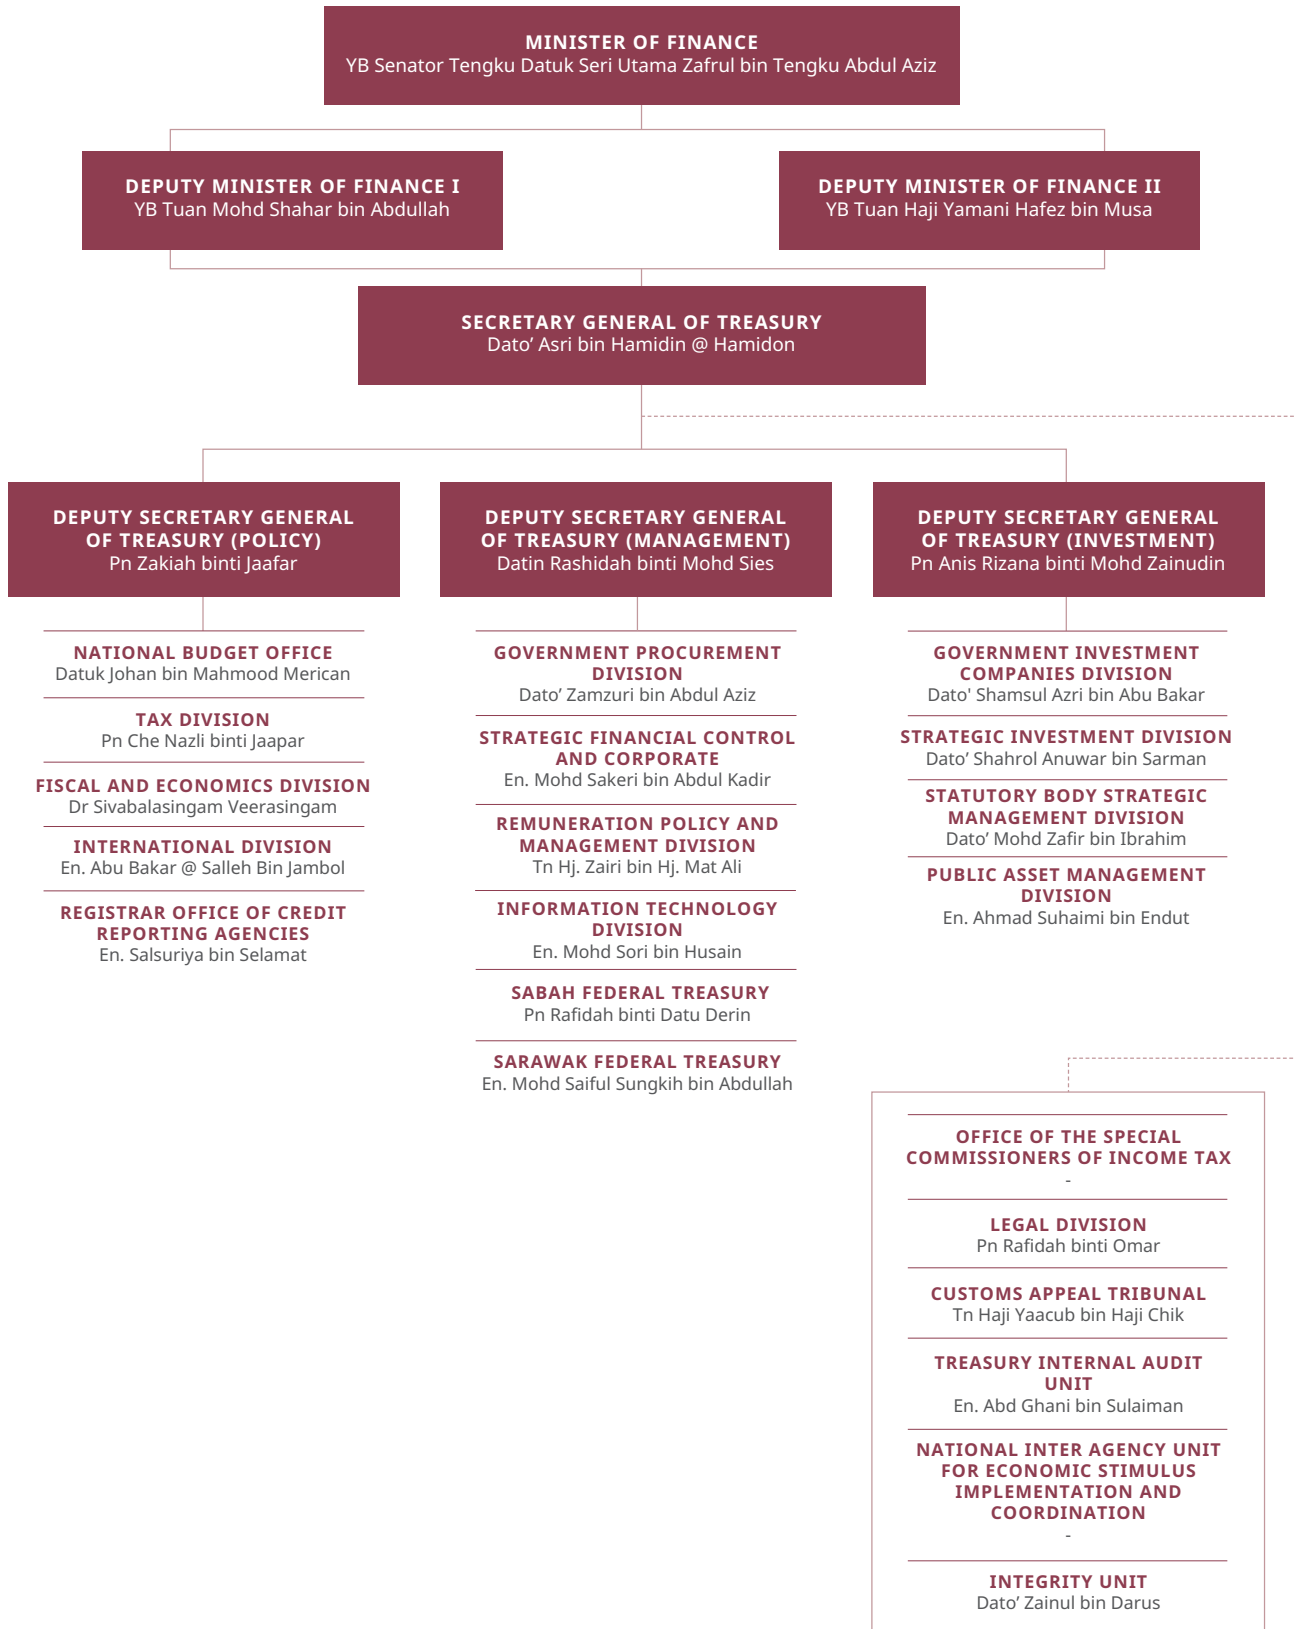 MINISTER OF FINANCE
YB Senator Tengku Datuk Seri Utama Zafrul bin Tengku Abdul Aziz
DEPUTY MINISTER OF FINANCE I
YB Tuan Mohd Shahar bin Abdullah
DEPUTY MINISTER OF FINANCE II
YB Tuan Haji Yamani Hafez bin Musa
SECRETARY GENERAL OF TREASURY
Dato’ Asri bin Hamidin @ Hamidon
DEPUTY SECRETARY GENERAL
OF TREASURY (POLICY)
Pn Zakiah binti Jaafar
NATIONAL BUDGET OFFICE
Datuk Johan bin Mahmood Merican
TAX DIVISION
Pn Che Nazli binti Jaapar
FISCAL AND ECONOMICS DIVISION
Dr Sivabalasingam Veerasingam
INTERNATIONAL DIVISION
En. Abu Bakar @ Salleh Bin Jambol
REGISTRAR OFFICE OF CREDIT
REPORTING AGENCIES
En. Salsuriya bin Selamat
DEPUTY SECRETARY GENERAL
OF TREASURY (MANAGEMENT)
Datin Rashidah binti Mohd Sies
GOVERNMENT PROCUREMENT
DIVISION
Dato’ Zamzuri bin Abdul Aziz
STRATEGIC FINANCIAL CONTROL
AND CORPORATE
En. Mohd Sakeri bin Abdul Kadir
REMUNERATION POLICY AND
MANAGEMENT DIVISION
Tn Hj. Zairi bin Hj. Mat Ali
INFORMATION TECHNOLOGY
DIVISION
En. Mohd Sori bin Husain
SABAH FEDERAL TREASURY
Pn Rafidah binti Datu Derin
SARAWAK FEDERAL TREASURY
En. Mohd Saiful Sungkih bin Abdullah
DEPUTY SECRETARY GENERAL
OF TREASURY (INVESTMENT)
Pn Anis Rizana binti Mohd Zainudin
GOVERNMENT INVESTMENT
COMPANIES DIVISION
Dato' Shamsul Azri bin Abu Bakar
STRATEGIC INVESTMENT DIVISION
Dato’ Shahrol Anuwar bin Sarman
STATUTORY BODY STRATEGIC
MANAGEMENT DIVISION
Dato’ Mohd Zafir bin Ibrahim
PUBLIC ASSET MANAGEMENT
DIVISION
En. Ahmad Suhaimi bin Endut
OFFICE OF THE SPECIAL
COMMISSIONERS OF INCOME TAX
-
LEGAL DIVISION
Pn Rafidah binti Omar
CUSTOMS APPEAL TRIBUNAL
Tn Haji Yaacub bin Haji Chik
TREASURY INTERNAL AUDIT
UNIT
En. Abd Ghani bin Sulaiman
NATIONAL INTER AGENCY UNIT
FOR ECONOMIC STIMULUS
IMPLEMENTATION AND
COORDINATION
-
INTEGRITY UNIT
Dato’ Zainul bin Darus